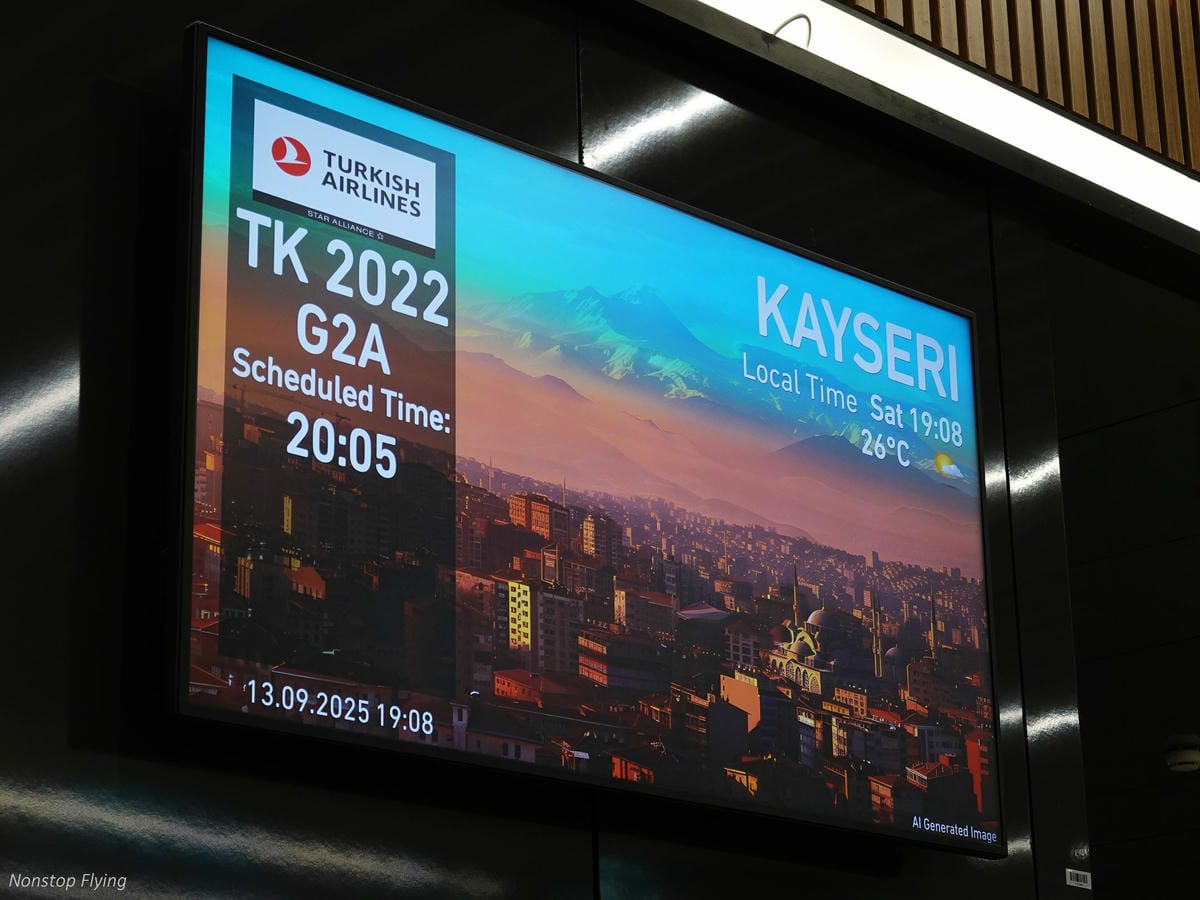 TURKISH
AIRLINES
STAR ALLIANCE
TK 2022
G2A
Scheduled Time:
20:05
KAYSERI
Local Time Sat 19:08
26°C
13.09.2025 19:08
AI Generated Image
Nonstop Flying